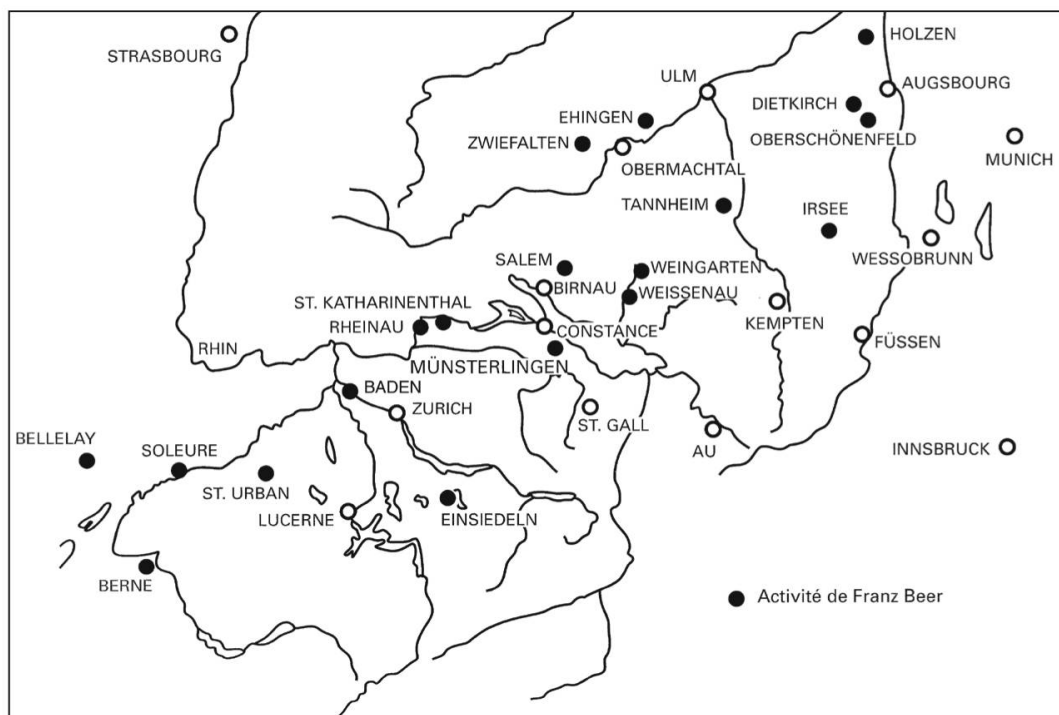 HOLZEN
STRASBOURG
ULM
AUGSBOURG
DIETKIRCH
EHINGEN
OBERSCHÖNENFELD
ZWIEFALTEN
MUNICH
OBERMACHTAL
TANNHEIM
IRSEE
WESSOBRUNN
SALEM
WEINGARTEN
BIRNAU
WEISSENAU
ST. KATHARINENTHAL
KEMPTEN
RHEINAU
CONSTANCE
FÜSSEN
RHIN
MÜNSTERLINGEN
BADEN
ZURICH
ST. GALL
BELLELAY
SOLEURE
AU
INNSBRUCK
ST. URBAN
LUCERNE
EINSIEDELN
BERNE
Activité de Franz Beer